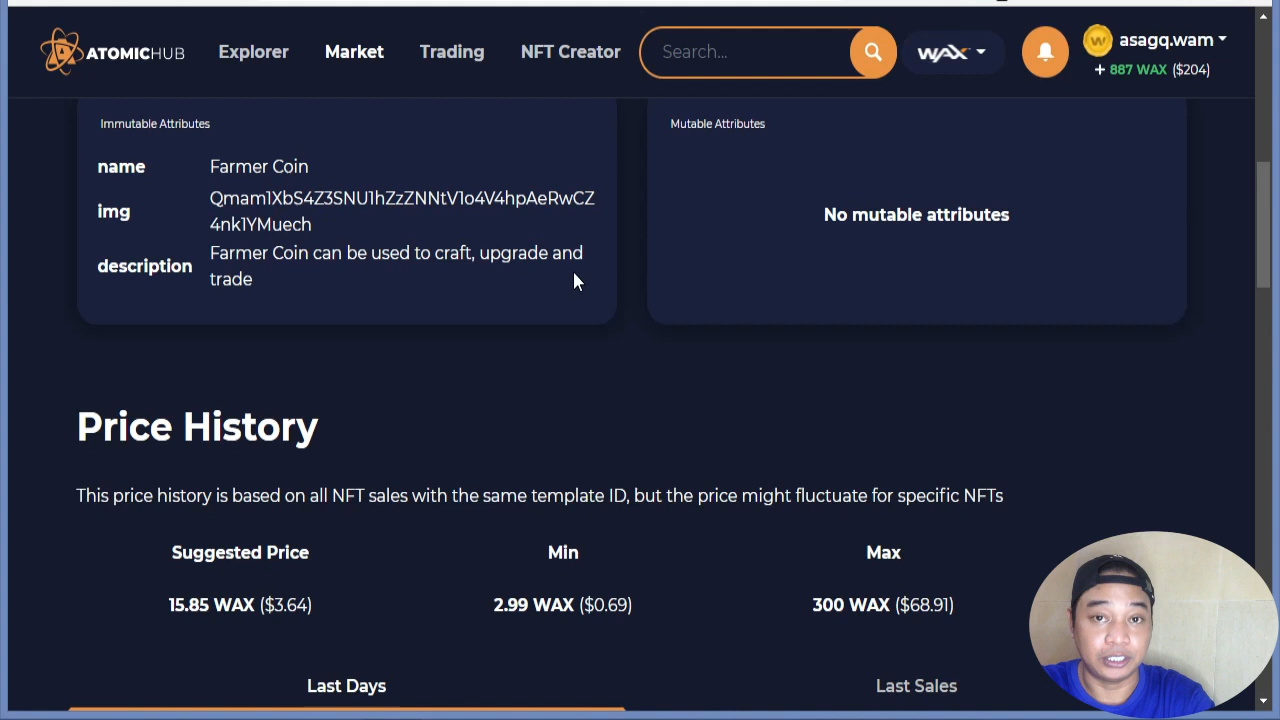 ATOMICHUB Explorer Market Trading NFT Creator Search... WAX asagq.wam
+ 887 WAX ($204)
Immutable Attributes
name Farmer Coin
img Qmam1XbS4Z3SNU1hZzZNNtV1o4V4hpAeRwCZ
4nk1YMuech
description Farmer Coin can be used to craft, upgrade and
trade
Mutable Attributes
No mutable attributes
Price History
This price history is based on all NFT sales with the same template ID, but the price might fluctuate for specific NFTs
Suggested Price Min Max
15.85 WAX ($3.64) 2.99 WAX ($0.69) 300 WAX ($68.91)
Last Days Last Sales